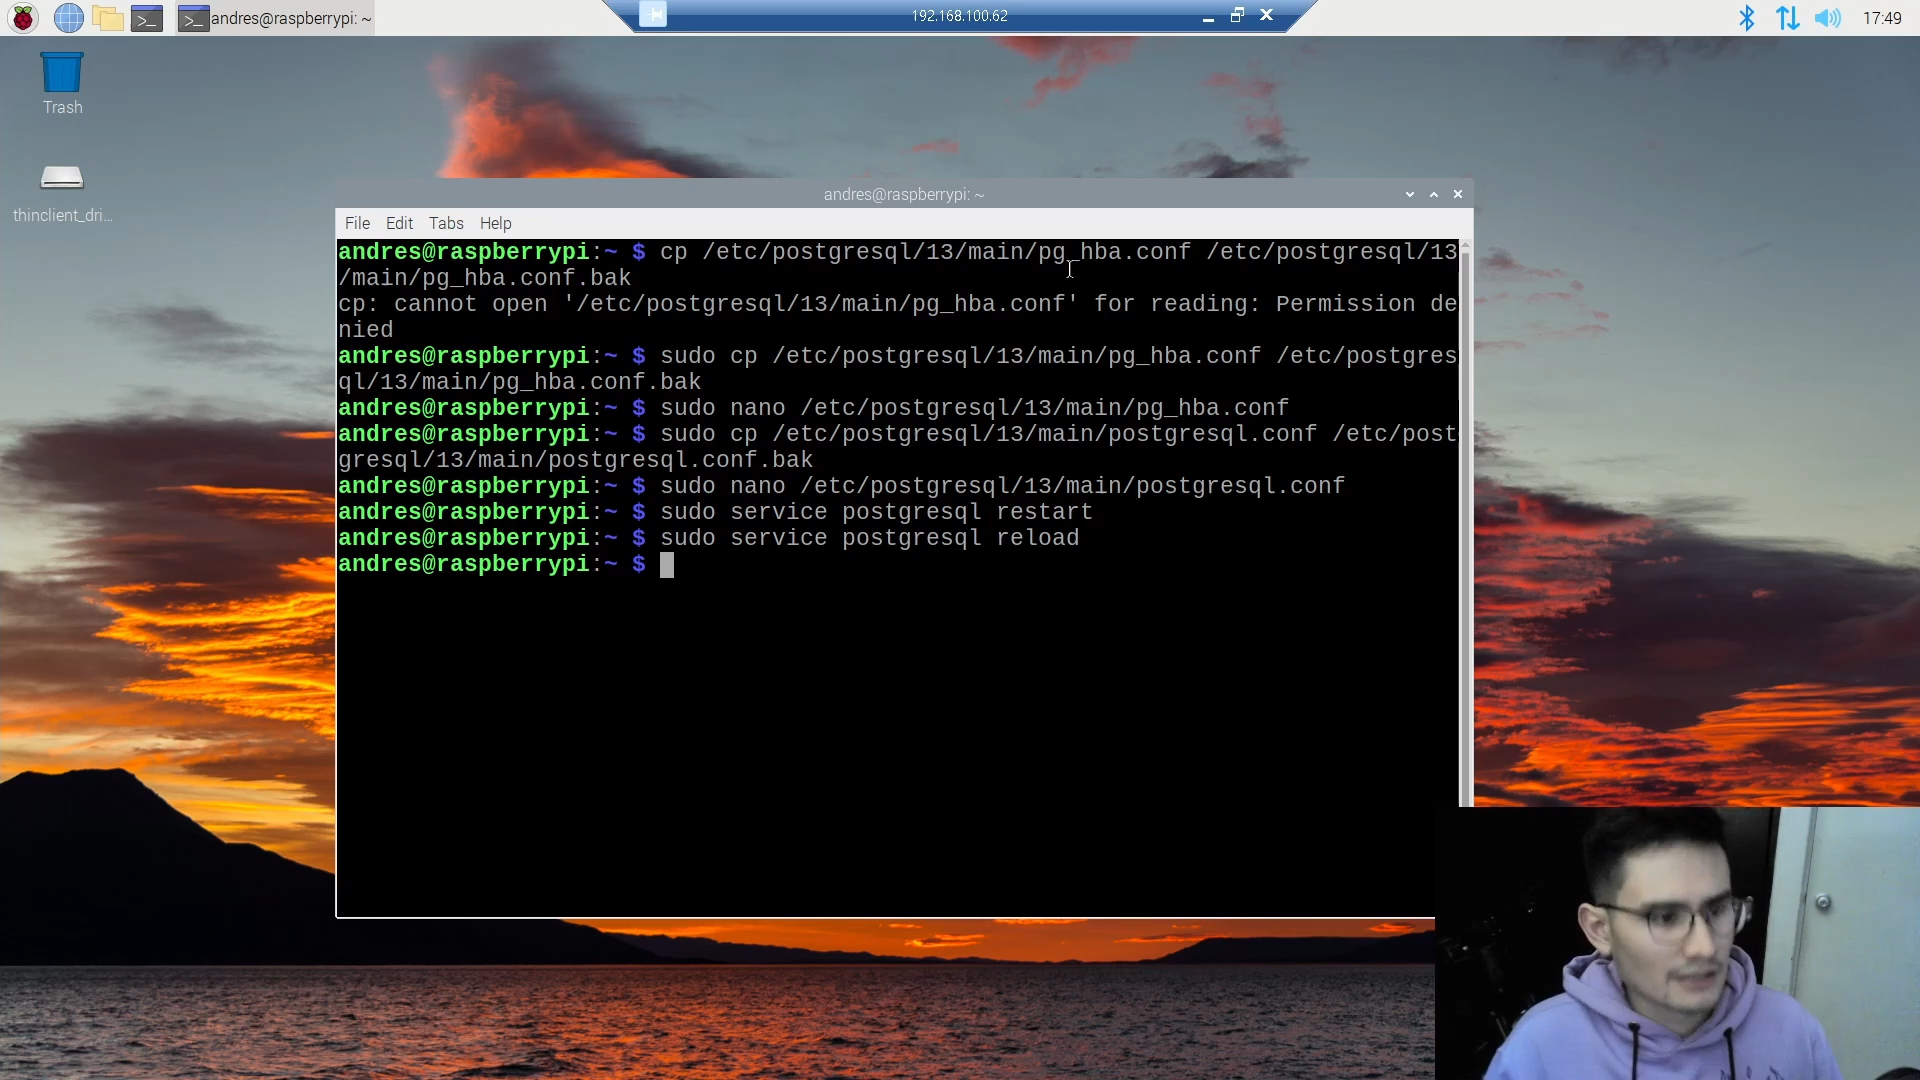 andres@raspberrypi: ~
192.168.100.62
17:49
Trash
thinclient_dri...
andres@raspberrypi: ~
File Edit Tabs Help
andres@raspberrypi:~ $ cp /etc/postgresql/13/main/pg_hba.conf /etc/postgresql/13
/main/pg_hba.conf.bak
cp: cannot open '/etc/postgresql/13/main/pg_hba.conf' for reading: Permission de
nied
andres@raspberrypi:~ $ sudo cp /etc/postgresql/13/main/pg_hba.conf /etc/postgres
ql/13/main/pg_hba.conf.bak
andres@raspberrypi:~ $ sudo nano /etc/postgresql/13/main/pg_hba.conf
andres@raspberrypi:~ $ sudo cp /etc/postgresql/13/main/postgresql.conf /etc/post
gresql/13/main/postgresql.conf.bak
andres@raspberrypi:~ $ sudo nano /etc/postgresql/13/main/postgresql.conf
andres@raspberrypi:~ $ sudo service postgresql restart
andres@raspberrypi:~ $ sudo service postgresql reload
andres@raspberrypi:~ $